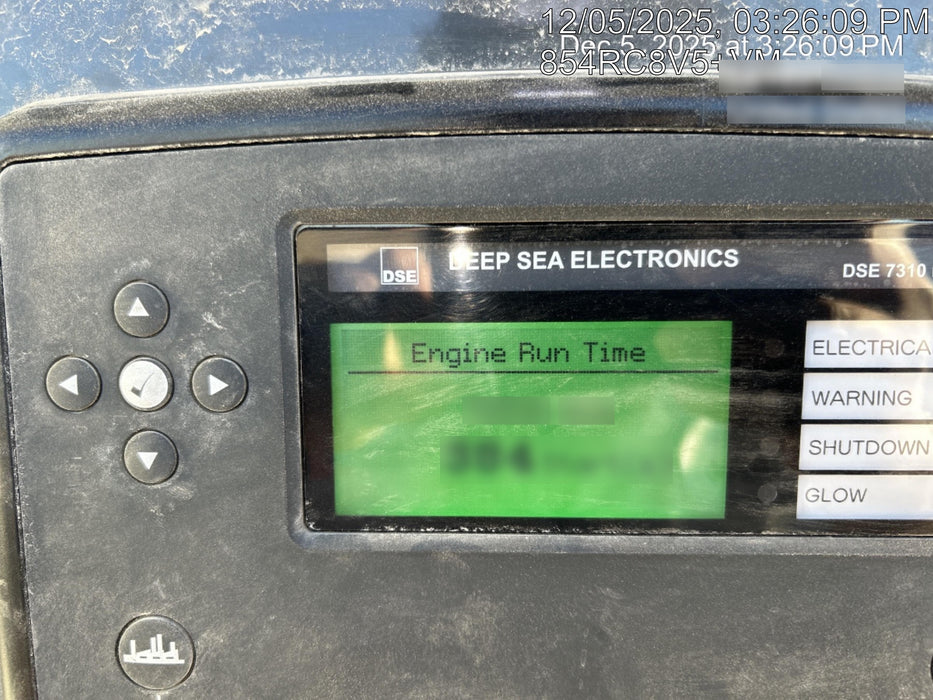 12/05/2025, 03:26:09 PM
Dec 5, 2025 at 3:26:09 PM
854RC8V5+VM
DSE
DEEP SEA ELECTRONICS
DSE 7310
Engine Run Time
ELECTRICA
WARNING
SHUTDOWN
GLOW